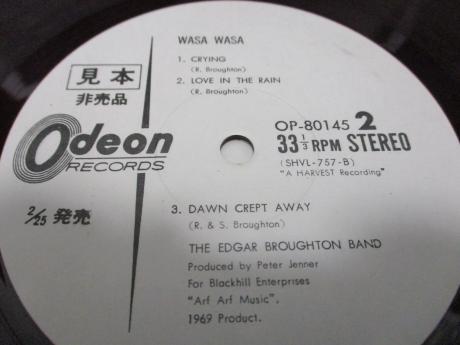 WASA WASA
1. CRYING
(R. Broughton)
2. LOVE IN THE RAIN
(R. Broughton)
見本
非売品
Odeon
RECORDS
2/25 発売
OP-80145 2
33 1/3 RPM STEREO
(SHVL-757-B)
"A HARVEST Recording"
3. DAWN CREPT AWAY
(R. & S. Broughton)
THE EDGAR BROUGHTON BAND
Produced by Peter Jenner
For Blackhill Enterprises
"Arf Arf Music".
1969 Product.